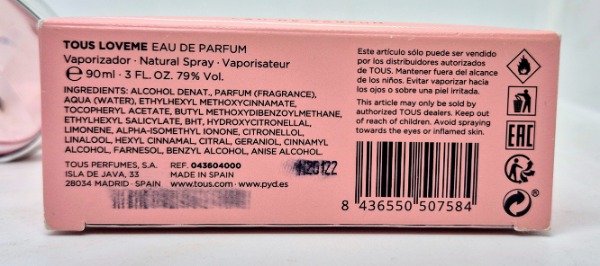 TOUS LOVEME EAU DE PARFUM
Vaporizador · Natural Spray · Vaporisateur
℮ 90ml · 3 FL. OZ. 79% Vol.
INGREDIENTS: ALCOHOL DENAT., PARFUM (FRAGRANCE),
AQUA (WATER), ETHYLHEXYL METHOXYCINNAMATE,
TOCOPHERYL ACETATE, BUTYL METHOXYDIBENZOYLMETHANE,
ETHYLHEXYL SALICYLATE, BHT, HYDROXYCITRONELLAL,
LIMONENE, ALPHA-ISOMETHYL IONONE, CITRONELLOL,
LINALOOL, HEXYL CINNAMAL, CITRAL, GERANIOL, CINNAMYL
ALCOHOL, FARNESOL, BENZYL ALCOHOL, ANISE ALCOHOL.
TOUS PERFUMES, S.A. REF. 043604000
ISLA DE JAVA, 33 MADE IN SPAIN
28034 MADRID · SPAIN www.tous.com · www.pyd.es
Este artículo sólo puede ser vendido
por los distribuidores autorizados
de TOUS. Mantener fuera del alcance
de los niños. Evitar vaporizar hacia
los ojos o sobre una piel irritada.
This article may only be sold by
authorized TOUS dealers. Keep out
of reach of children. Avoid spraying
towards the eyes or inflamed skin.
EAC
8 436550 507584